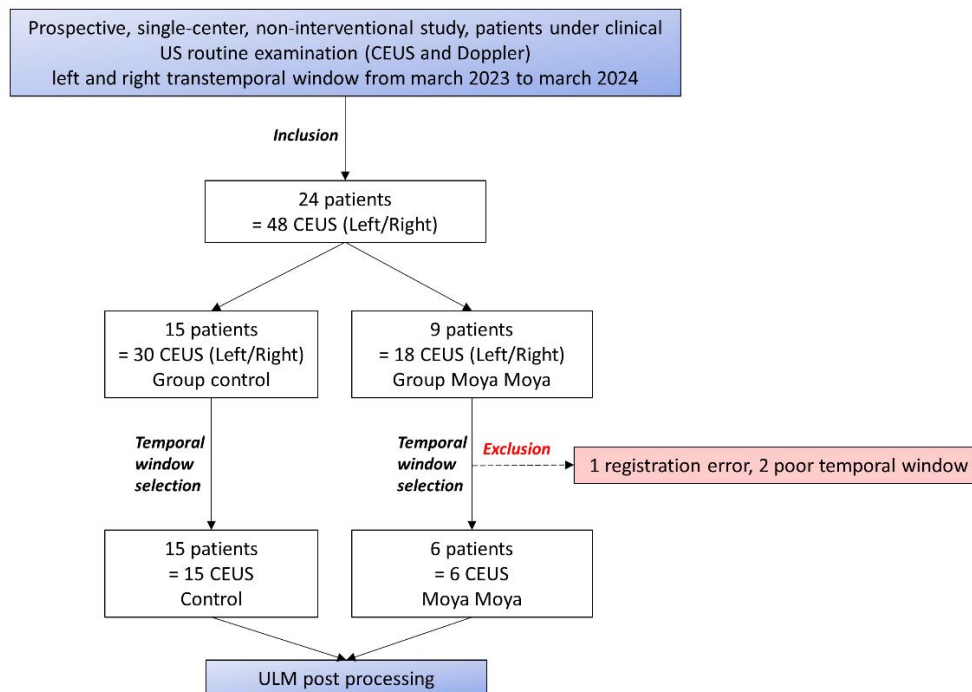 Prospective, single-center, non-interventional study, patients under clinical
US routine examination (CEUS and Doppler)
left and right transtemporal window from march 2023 to march 2024
Inclusion
24 patients
= 48 CEUS (Left/Right)
15 patients
= 30 CEUS (Left/Right)
Group control
9 patients
= 18 CEUS (Left/Right)
Group Moya Moya
Temporal
window
selection
Temporal
window
selection
Exclusion
1 registration error, 2 poor temporal window
15 patients
= 15 CEUS
Control
6 patients
= 6 CEUS
Moya Moya
ULM post processing